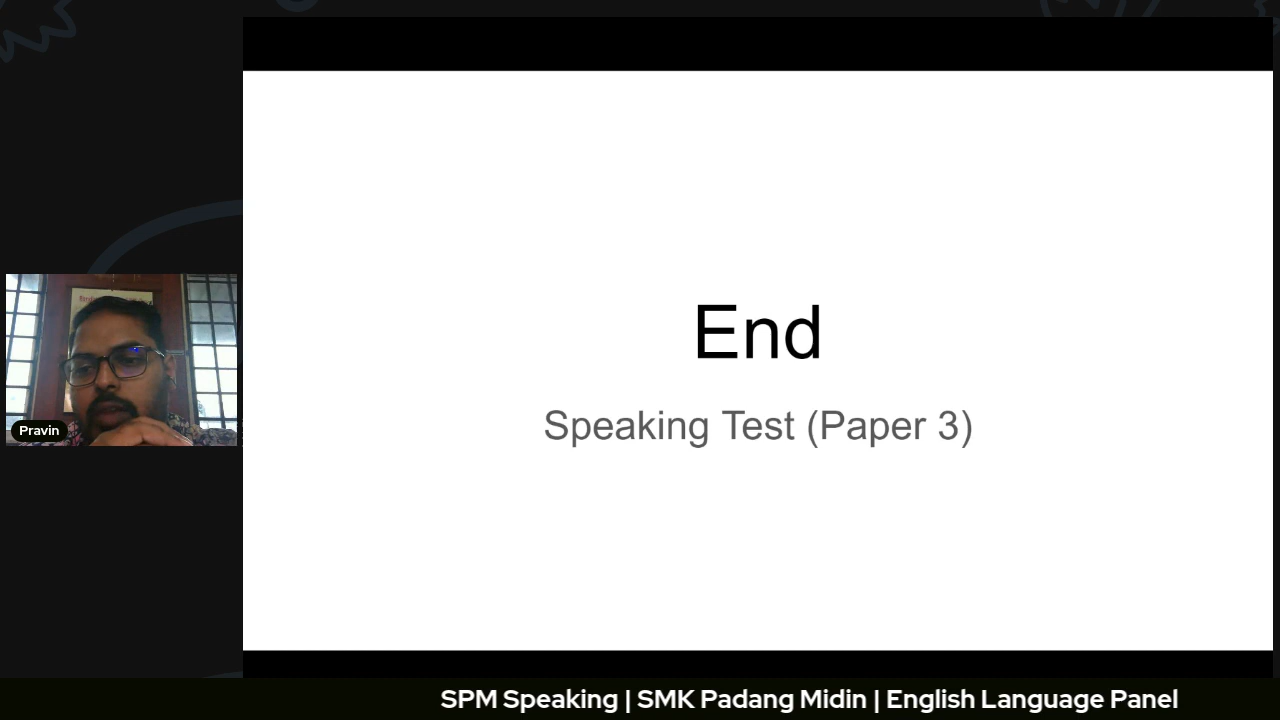 End
Speaking Test (Paper 3)
Pravin
SPM Speaking | SMK Padang Midin | English Language Panel